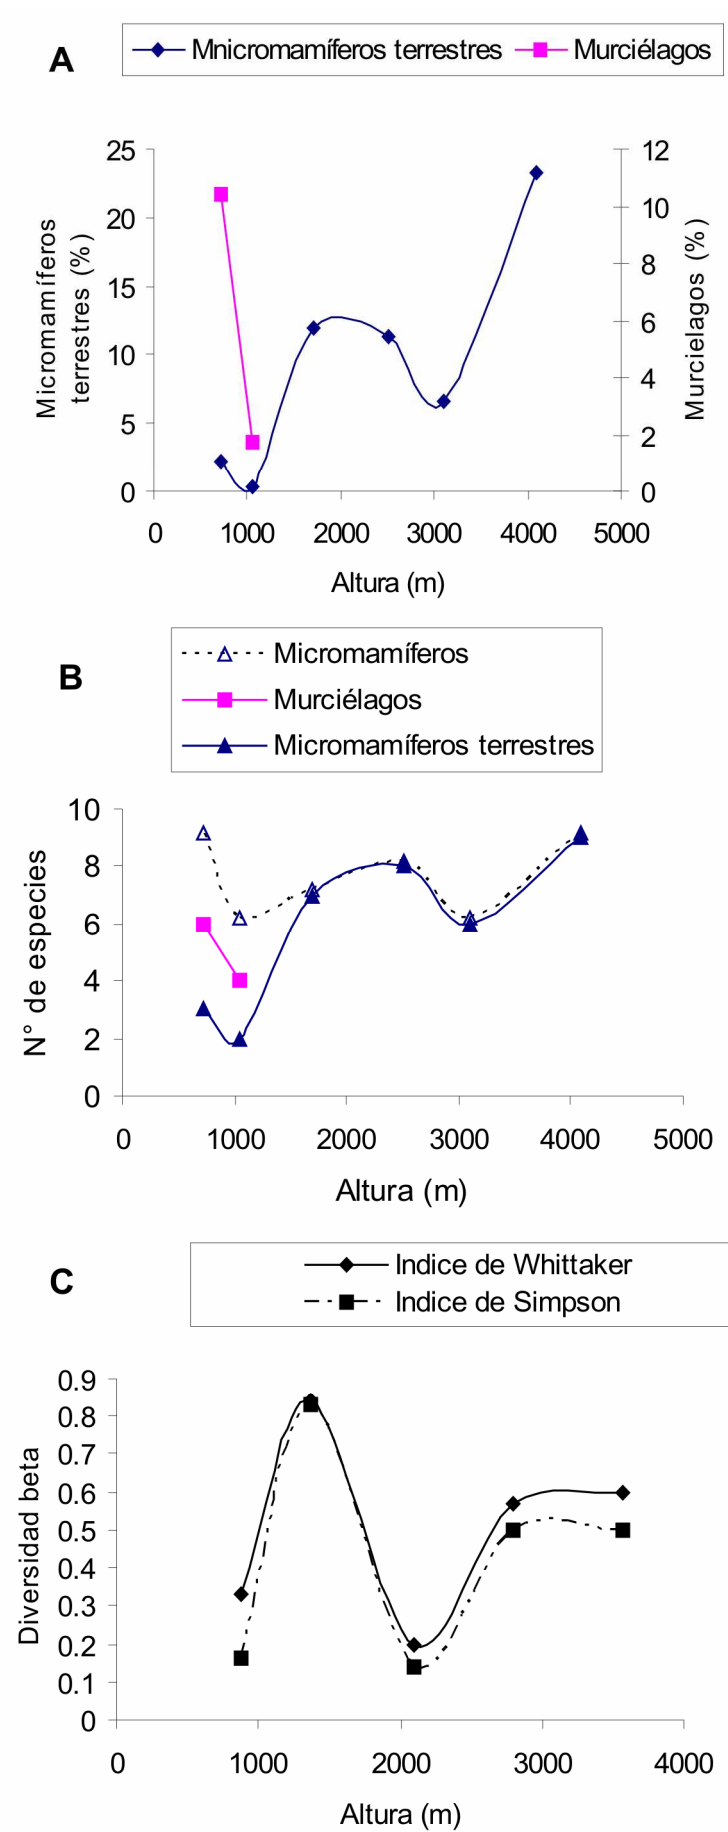 A
Mnicromamíferos terrestres
Murciélagos
Micromamíferos
terrestres (%)
25
20
15
10
5
0
12
10
8
6
4
2
0
Murcielagos (%)
0 1000 2000 3000 4000 5000
Altura (m)
B
Micromamíferos
Murciélagos
Micromamíferos terrestres
N° de especies
10
8
6
4
2
0
0 1000 2000 3000 4000 5000
Altura (m)
C
Indice de Whittaker
Indice de Simpson
Diversidad beta
0.9
0.8
0.7
0.6
0.5
0.4
0.3
0.2
0.1
0
0 1000 2000 3000 4000
Altura (m)